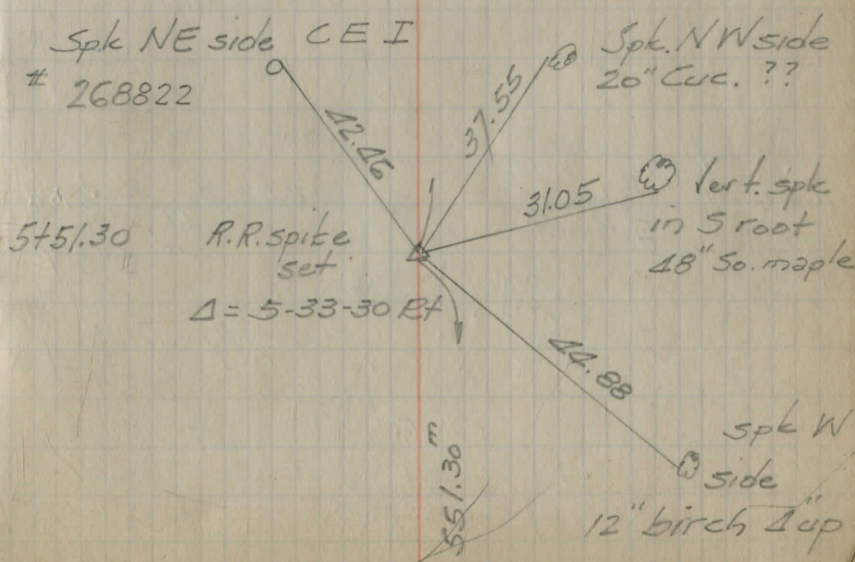 Spk NE side C E I
# 268822
42.46
37.55
Spk. NW side
20" Cuc. ??
31.05
Vert. spk
in S root
48" So. maple
5+51.30
R.R. spike
set
Δ = 5-33-30 Rt
44.88
spk W
side
12" birch 4" up
551.30 m